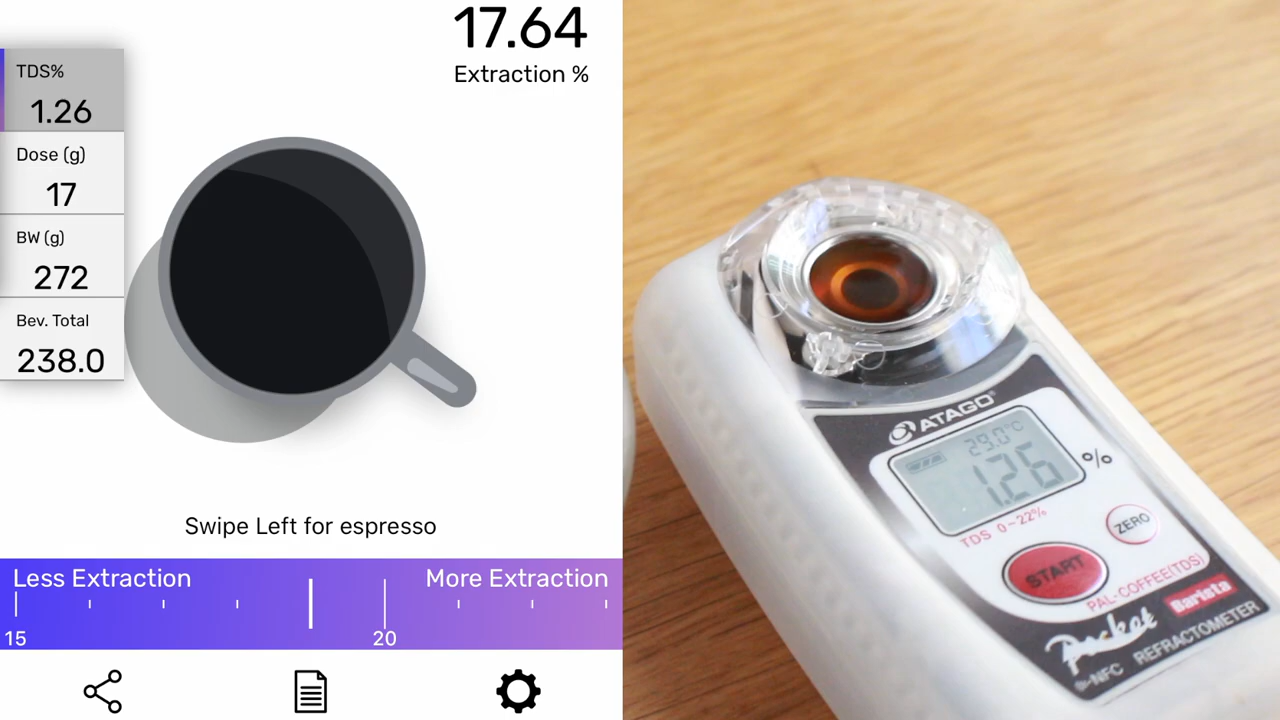 17.64
Extraction %
TDS%
1.26
Dose (g)
17
BW (g)
272
Bev. Total
238.0
Swipe Left for espresso
Less Extraction
More Extraction
15
20
ATAGO
29.0°C
1.26
%
TDS 0-22%
ZERO
START
PAL-COFFEE(TDS)
Barista
Pocket
REFRACTOMETER
NFC